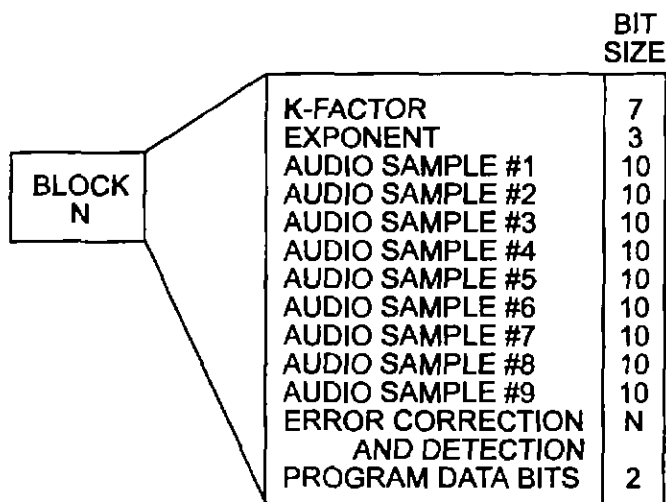 BIT
SIZE
K-FACTOR 7
EXPONENT 3
BLOCK
N
AUDIO SAMPLE #1 10
AUDIO SAMPLE #2 10
AUDIO SAMPLE #3 10
AUDIO SAMPLE #4 10
AUDIO SAMPLE #5 10
AUDIO SAMPLE #6 10
AUDIO SAMPLE #7 10
AUDIO SAMPLE #8 10
AUDIO SAMPLE #9 10
ERROR CORRECTION N
AND DETECTION
PROGRAM DATA BITS 2